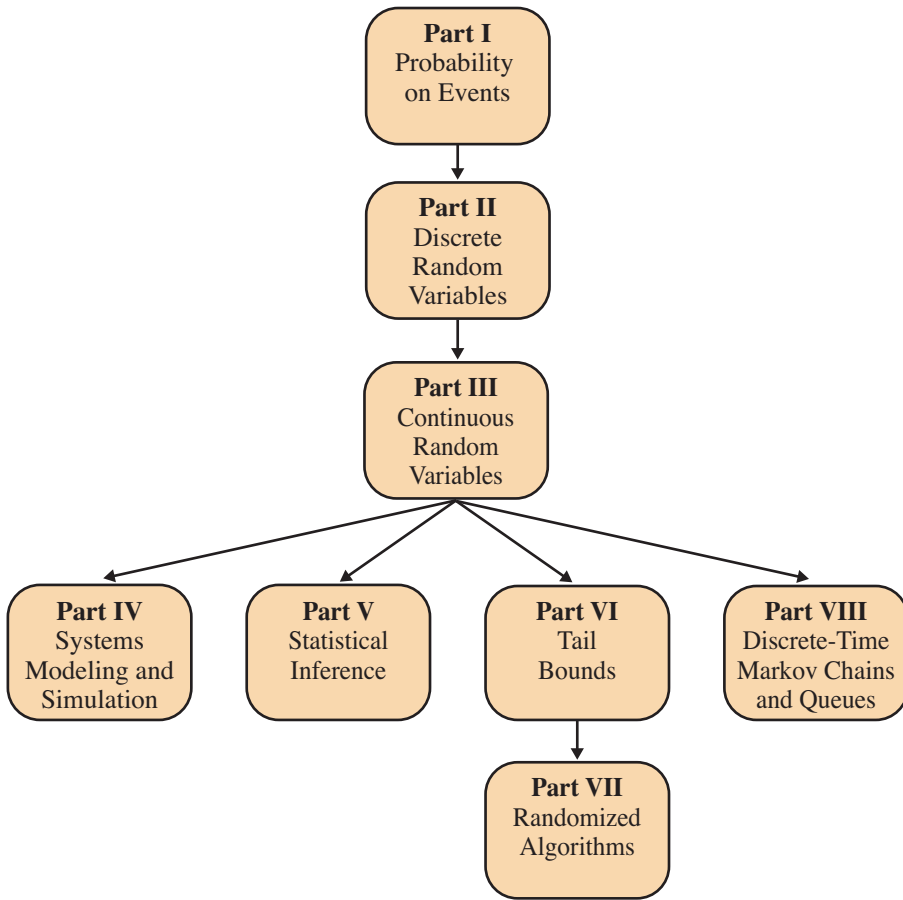 Part I
Probability
on Events
Part II
Discrete
Random
Variables
Part III
Continuous
Random
Variables
Part IV
Systems
Modeling and
Simulation
Part V
Statistical
Inference
Part VI
Tail
Bounds
Part VIII
Discrete-Time
Markov Chains
and Queues
Part VII
Randomized
Algorithms